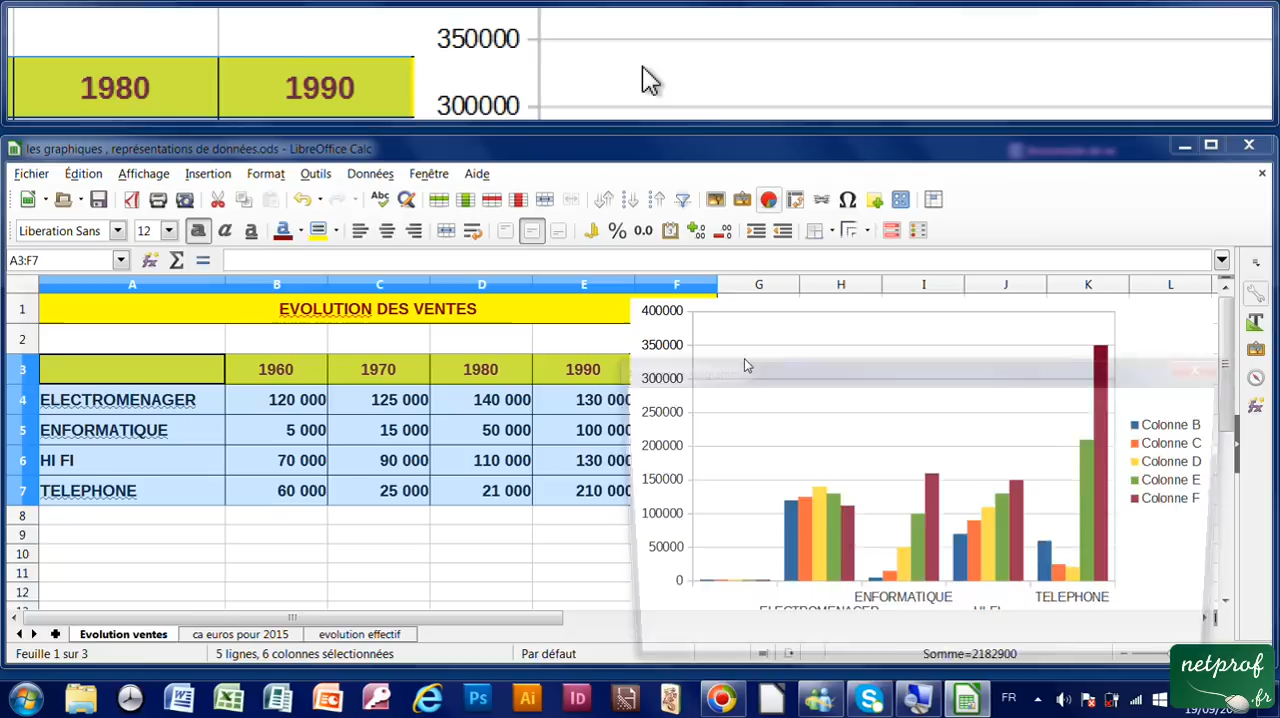 350000
1980 1990
300000
les graphiques , représentations de données.ods - LibreOffice Calc
Fichier Édition Affichage Insertion Format Outils Données Fenêtre Aide
Liberation Sans 12
A3:F7
A B C D E F G H I J K L
1 EVOLUTION DES VENTES
2
3 1960 1970 1980 1990
4 ELECTROMENAGER 120 000 125 000 140 000 130 000
5 ENFORMATIQUE 5 000 15 000 50 000 100 000
6 HI FI 70 000 90 000 110 000 130 000
7 TELEPHONE 60 000 25 000 21 000 210 000
8
9
10
11
12
400000
350000
300000
250000
200000
150000
100000
50000
0
ELECTROMENAGER ENFORMATIQUE HI FI TELEPHONE
Colonne B
Colonne C
Colonne D
Colonne E
Colonne F
Evolution ventes ca euros pour 2015 evolution effectif
Feuille 1 sur 3 5 lignes, 6 colonnes sélectionnées Par défaut Somme=2182900
FR
netprof
.fr